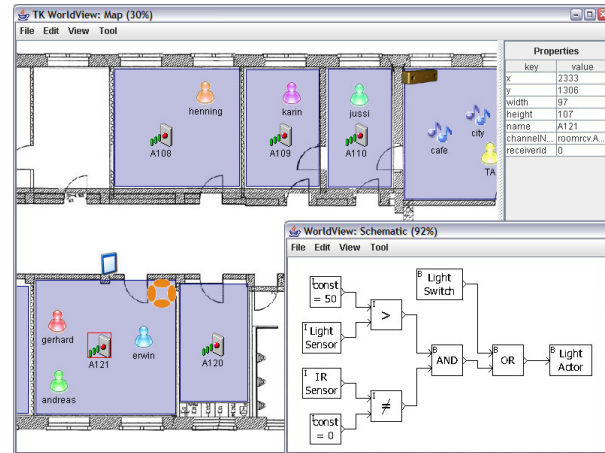 TK WorldView: Map (30%)
File Edit View Tool
Properties
key value
x 2333
y 1306
width 97
height 107
name A121
channelN... roomrcv.A...
receiverId 0
henning
karin
jussi
city
cafe
TA
A108
A109
A110
gerhard
erwin
A121
A120
andreas
WorldView: Schematic (92%)
File Edit View Tool
I const = 50
I Light Sensor
I >
B Light Switch
B AND
B OR
B Light Actor
I IR Sensor
I ≠
I const = 0